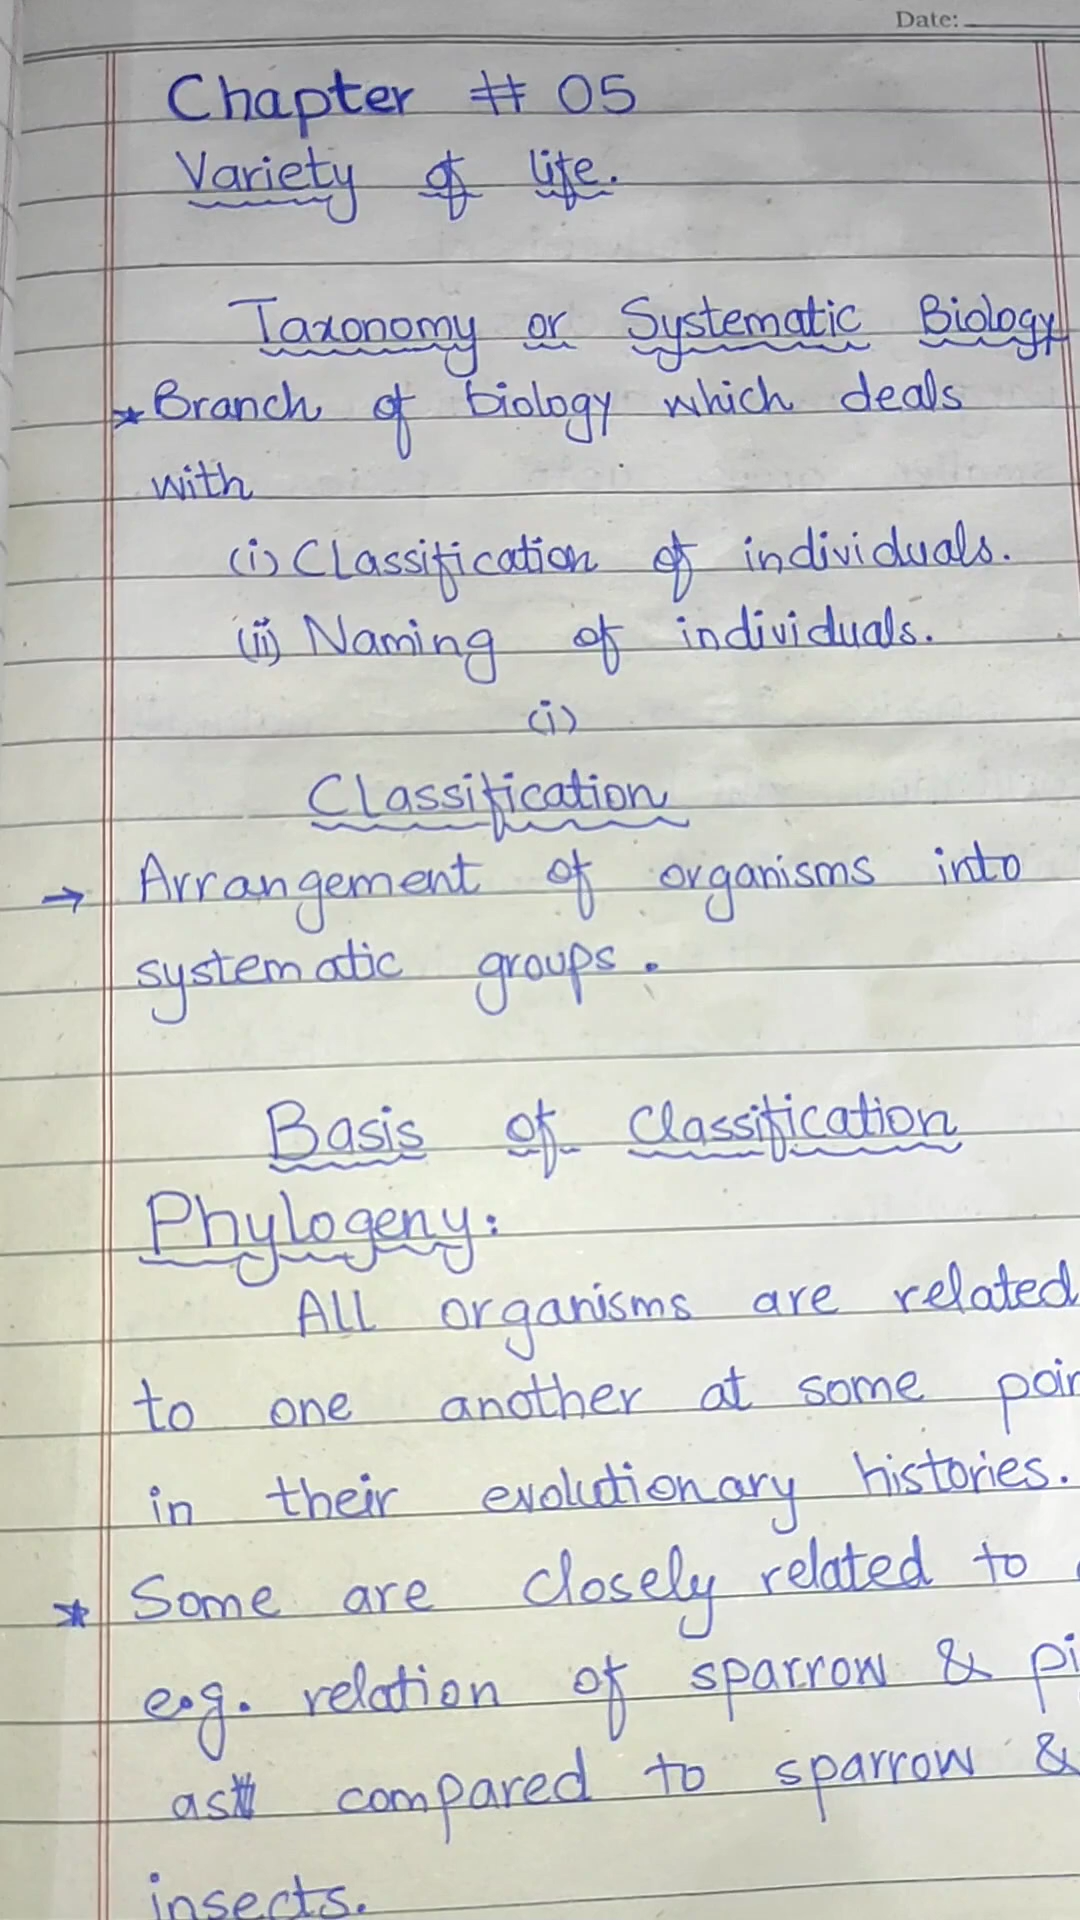 Date:
Chapter # 05
Variety of life.
Taxonomy or Systematic Biology
* Branch of biology which deals
with
(i) Classification of individuals.
(ii) Naming of individuals.
(i)
Classification
→ Arrangement of organisms into
systematic groups.
Basis of Classification
Phylogeny:
All organisms are related
to one another at some
in their evolutionary histories.
* Some are closely related to
e.g. relation of sparrow &
as compared to sparrow &
insects.